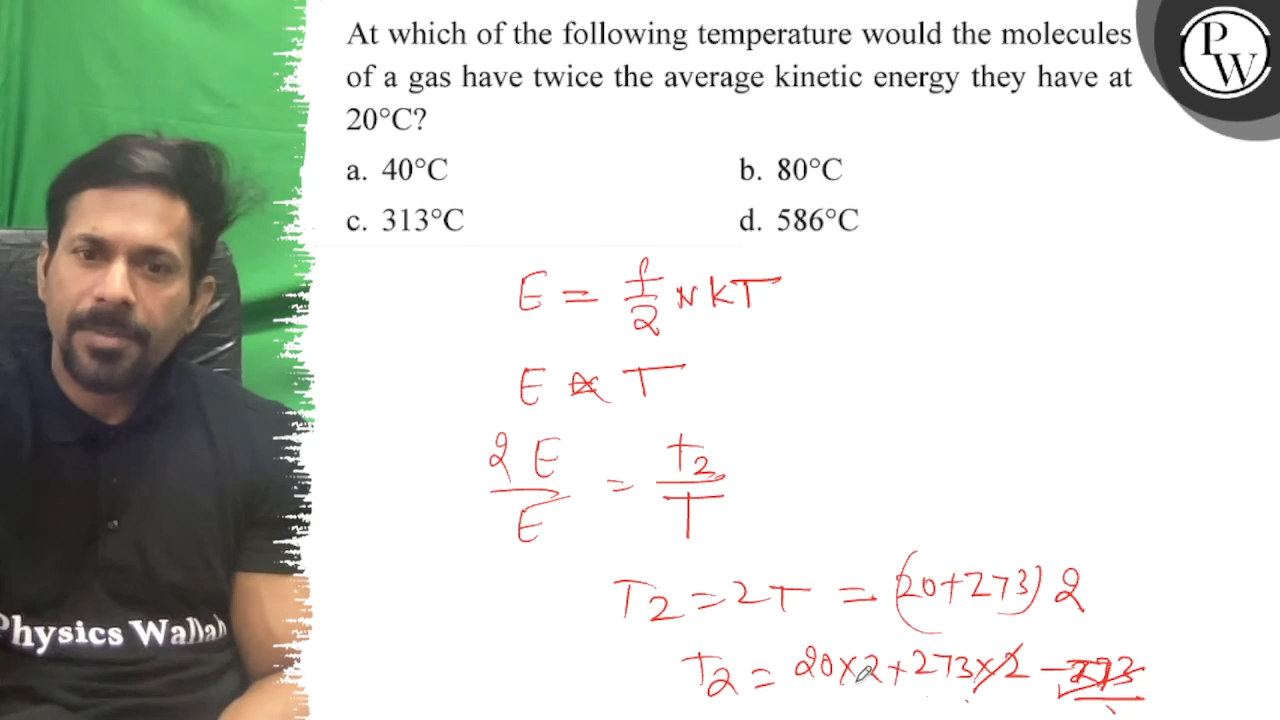 At which of the following temperature would the molecules
of a gas have twice the average kinetic energy they have at
20°C?
a. 40°C b. 80°C
c. 313°C d. 586°C
E = f/2 NKT
E ∝ T
2E/E = T₂/T
T₂ = 2T = (20+273)2
T₂ = 20×2+273×2 – 273
PW
Physics Wallah